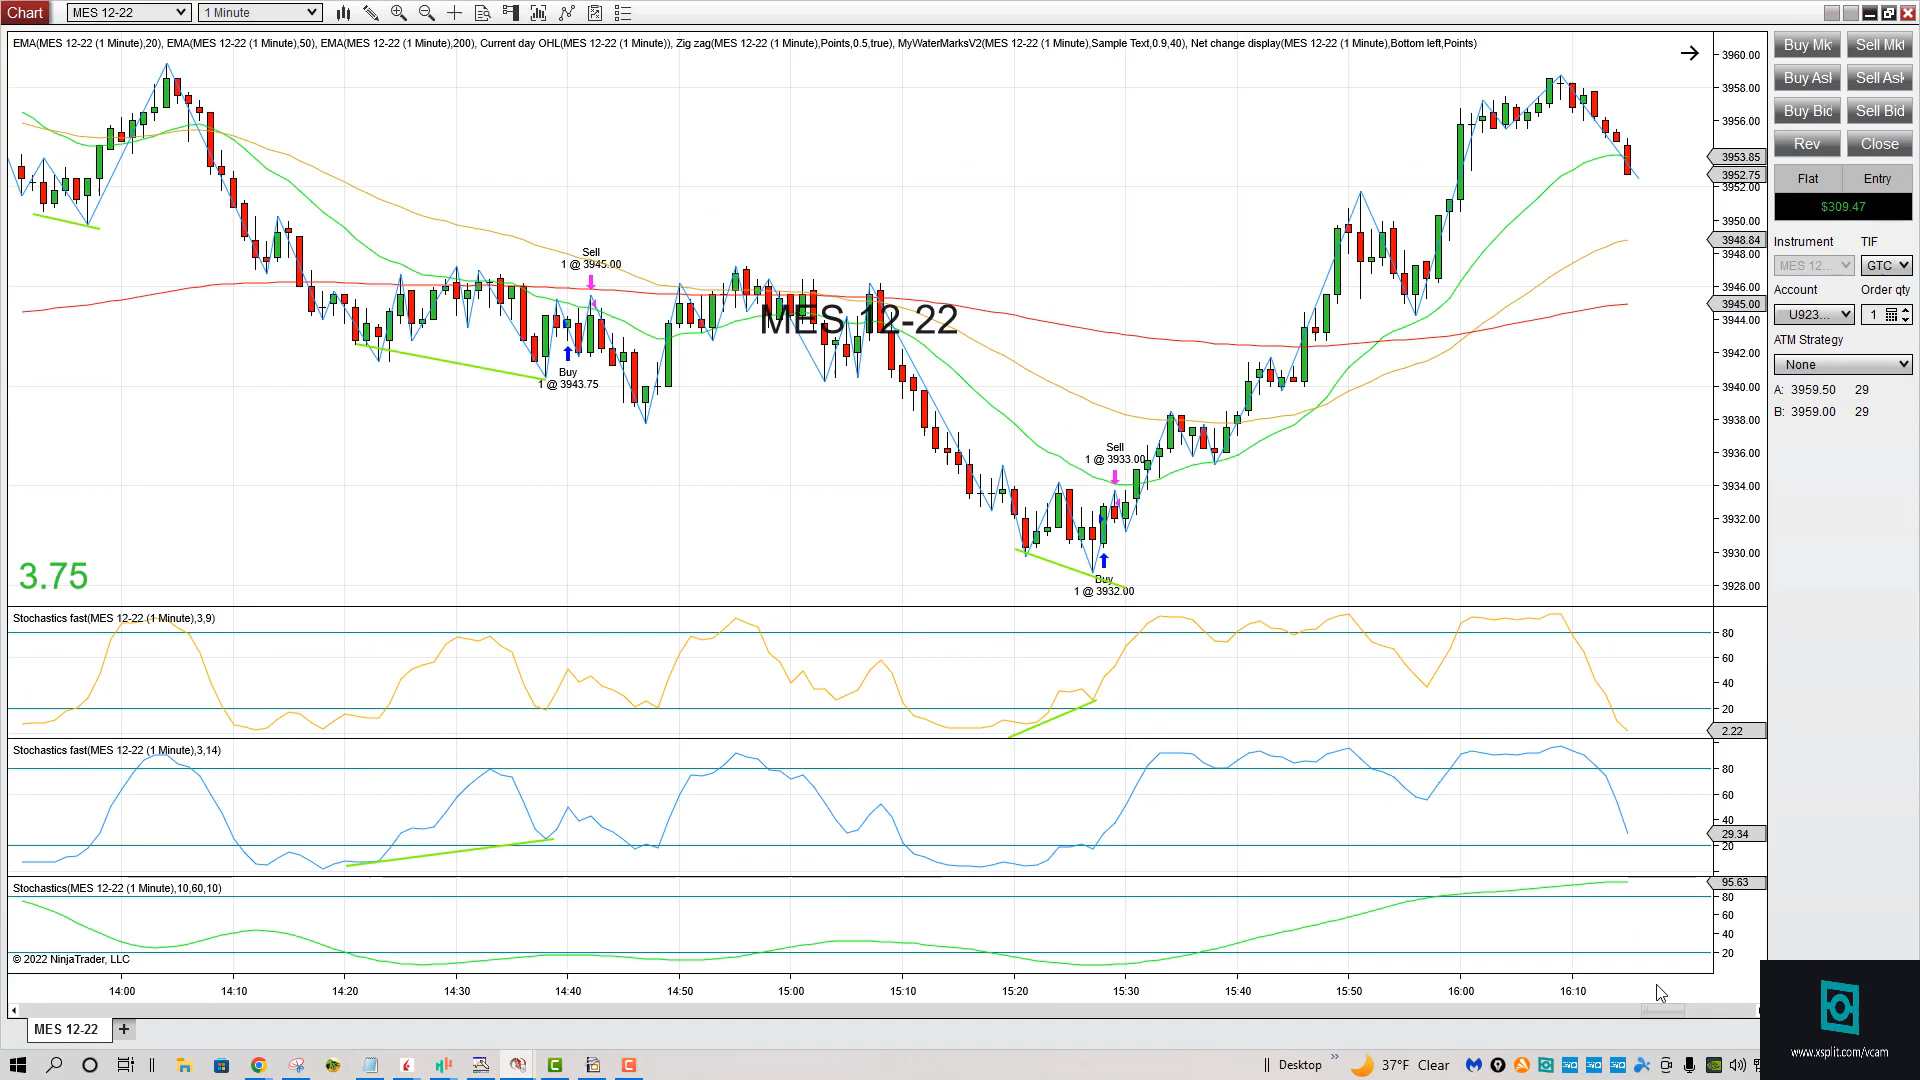 Chart MES 12-22 1 Minute
EMA(MES 12-22 (1 Minute),20), EMA(MES 12-22 (1 Minute),50), EMA(MES 12-22 (1 Minute),200), Current day OHL(MES 12-22 (1 Minute)), Zig zag(MES 12-22 (1 Minute),Points,0.5,true), MyWaterMarksV2(MES 12-22 (1 Minute),Sample Text,0.9,40), Net change display(MES 12-22 (1 Minute),Bottom left,Points)
3960.00
3958.00
3956.00
3953.85
3952.75
3952.00
3950.00
3948.84
3948.00
3946.00
3945.00
3944.00
3942.00
3940.00
3938.00
3936.00
3934.00
3932.00
3930.00
3928.00
Sell
1 @ 3945.00
Buy
1 @ 3943.75
MES 12-22
Sell
1 @ 3933.00
Buy
1 @ 3932.00
3.75
Stochastics fast(MES 12-22 (1 Minute),3,9)
80
60
40
20
2.22
Stochastics fast(MES 12-22 (1 Minute),3,14)
80
60
40
29.34
20
Stochastics(MES 12-22 (1 Minute),10,60,10)
95.63
80
60
40
20
© 2022 NinjaTrader, LLC
14:00 14:10 14:20 14:30 14:40 14:50 15:00 15:10 15:20 15:30 15:40 15:50 16:00 16:10
MES 12-22 +
Buy Mk Sell Mkt
Buy Ask Sell Ask
Buy Bid Sell Bid
Rev Close
Flat Entry
$309.47
Instrument TIF
MES 12... GTC
Account Order qty
U923... 1
ATM Strategy
None
A: 3959.50 29
B: 3959.00 29
www.xsplit.com/vcam
Desktop 37°F Clear